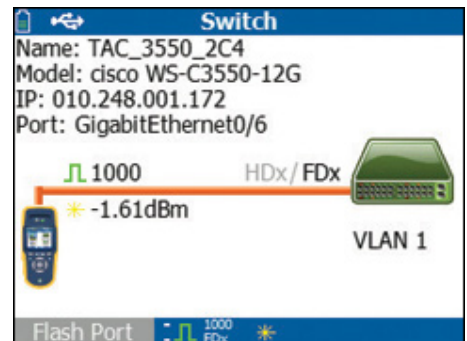 Switch
Name: TAC_3550_2C4
Model: cisco WS-C3550-12G
IP: 010.248.001.172
Port: GigabitEthernet0/6
1000 HDx/FDx
-1.61dBm
VLAN 1
Flash Port 1000
FDx